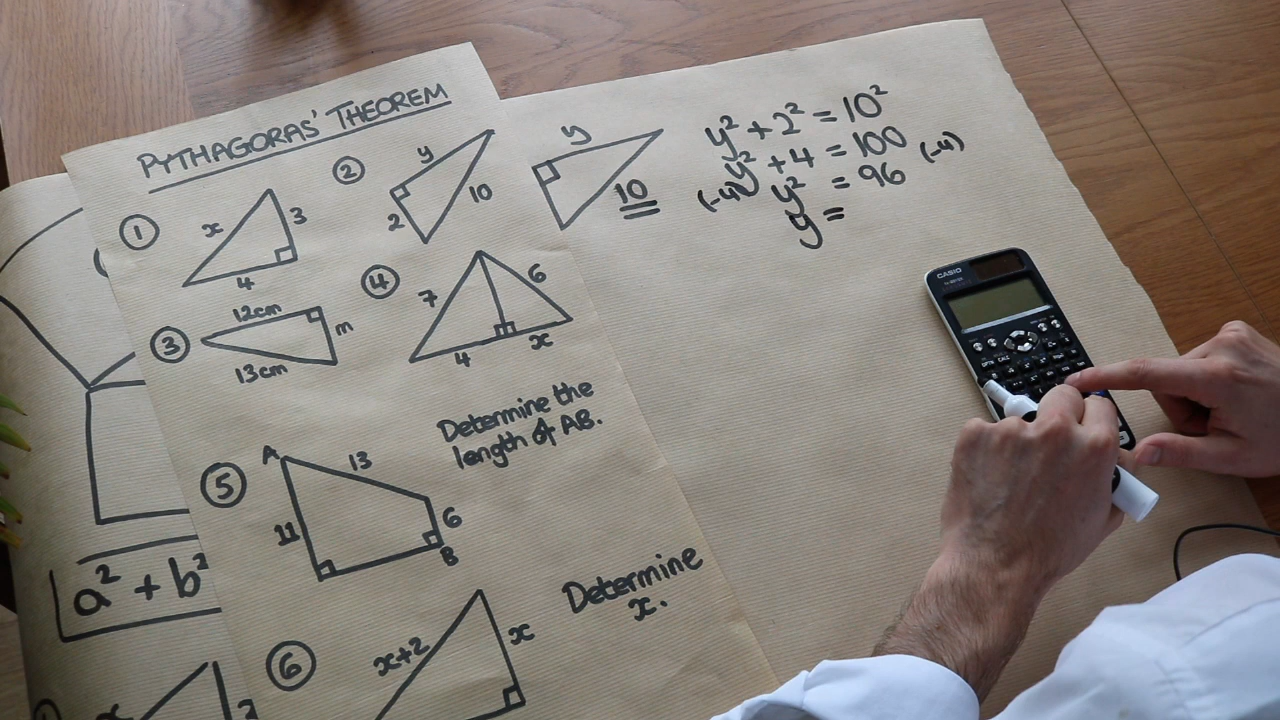 PYTHAGORAS' THEOREM
①
x
3
4
②
y
2
10
③
12cm
m
13cm
④
7
6
4
x
Determine the
length of AB.
⑤
A
13
11
6
B
Determine
x.
⑥
x+2
x
a² + b²
x
y
10
y² + 2² = 10²
y² + 4 = 100
(-4) y² = 96 (-4)
y =
CASIO